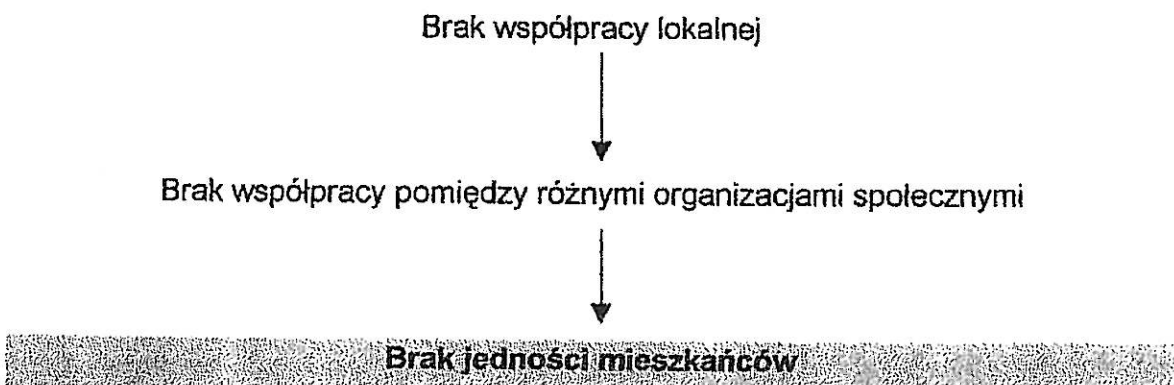 Brak współpracy lokalnej
Brak współpracy pomiędzy różnymi organizacjami społecznymi
Brak jedności mieszkańców